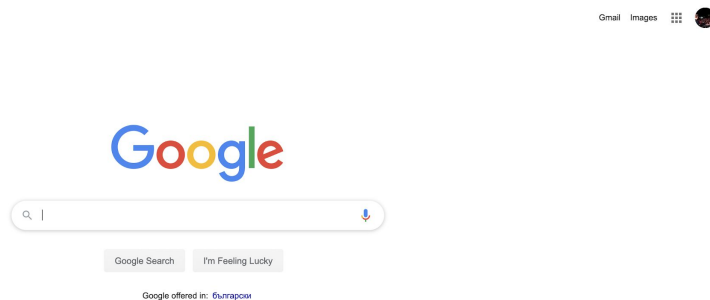 Gmail Images
Google
Google Search I'm Feeling Lucky
Google offered in: български